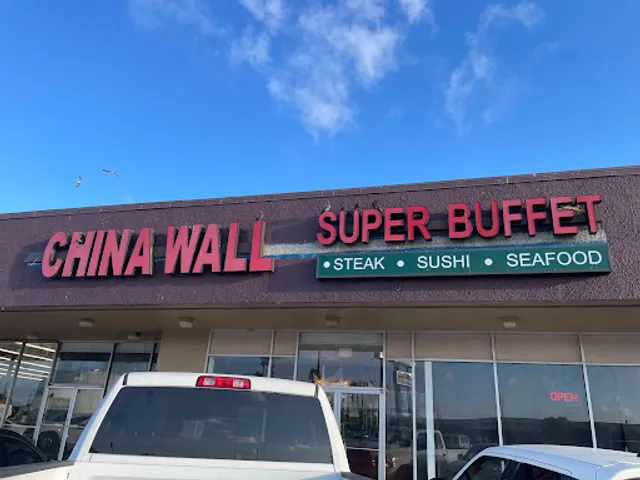 CHINA WALL
SUPER BUFFET
• STEAK • SUSHI • SEAFOOD
OPEN